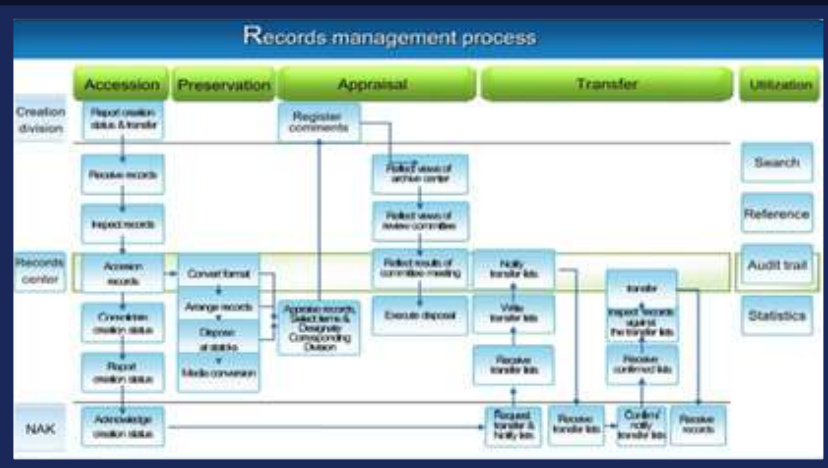 Records management process
Accession
Preservation
Appraisal
Transfer
Utilization
Creation
division
Report creation
status & transfer
Register
comments
Receive records
Reflect views of
archive center
Search
Inspect records
Reflect views of
review committee
Reference
Records
center
Accession
records
Convert format
Reflect results of
committee meeting
Notify
transfer lists
transfer
Audit trail
Consolidate
creation status
Arrange records
Appraise records,
Select items &
Designate
Corresponding
Division
Execute disposal
Write
transfer lists
Inspect records
against
the transfer lists
Statistics
Dispose
at stacks
Report
creation status
Media conversion
Receive
transfer lists
Receive
confirmed lists
NAK
Acknowledge
creation status
Request
transfer &
Notify lists
Receive
transfer lists
Confirm/
notify
transfer lists
Receive
records